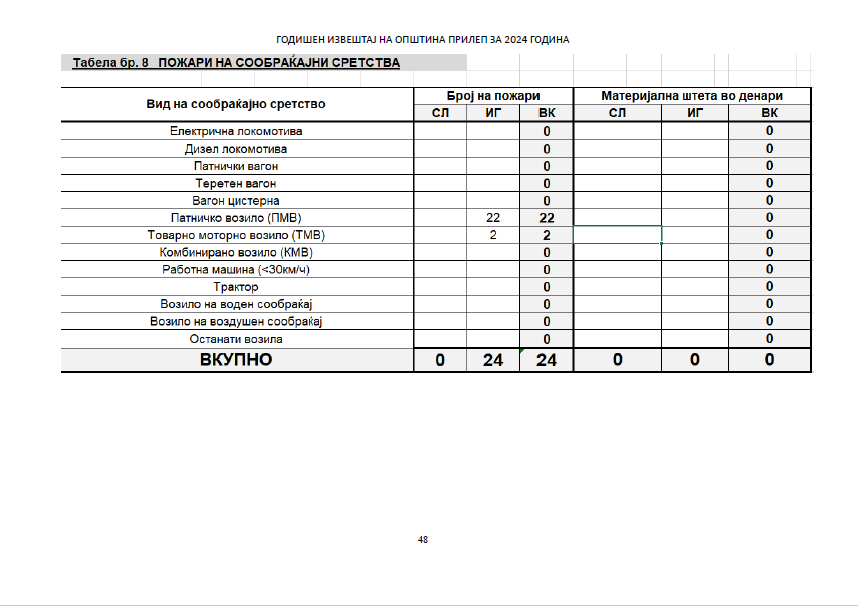 ГОДИШЕН ИЗВЕШТАЈ НА ОПШТИНА ПРИЛЕП ЗА 2024 ГОДИНА
Табела бр. 8 ПОЖАРИ НА СООБРАЌАЈНИ СРЕТСТВА
Вид на сообраќајно сретство Број на пожари Материјална штета во денари
СЛ ИГ ВК СЛ ИГ ВК
Електрична локомотива 0 0
Дизел локомотива 0 0
Патнички вагон 0 0
Теретен вагон 0 0
Вагон цистерна 0 0
Патничко возило (ПМВ) 22 22 0
Товарно моторно возило (ТМВ) 2 2 0
Комбинирано возило (КМВ) 0 0
Работна машина (<30км/ч) 0 0
Трактор 0 0
Возило на воден сообраќај 0 0
Возило на воздушен сообраќај 0 0
Останати возила 0 0
ВКУПНО 0 24 24 0 0 0
48